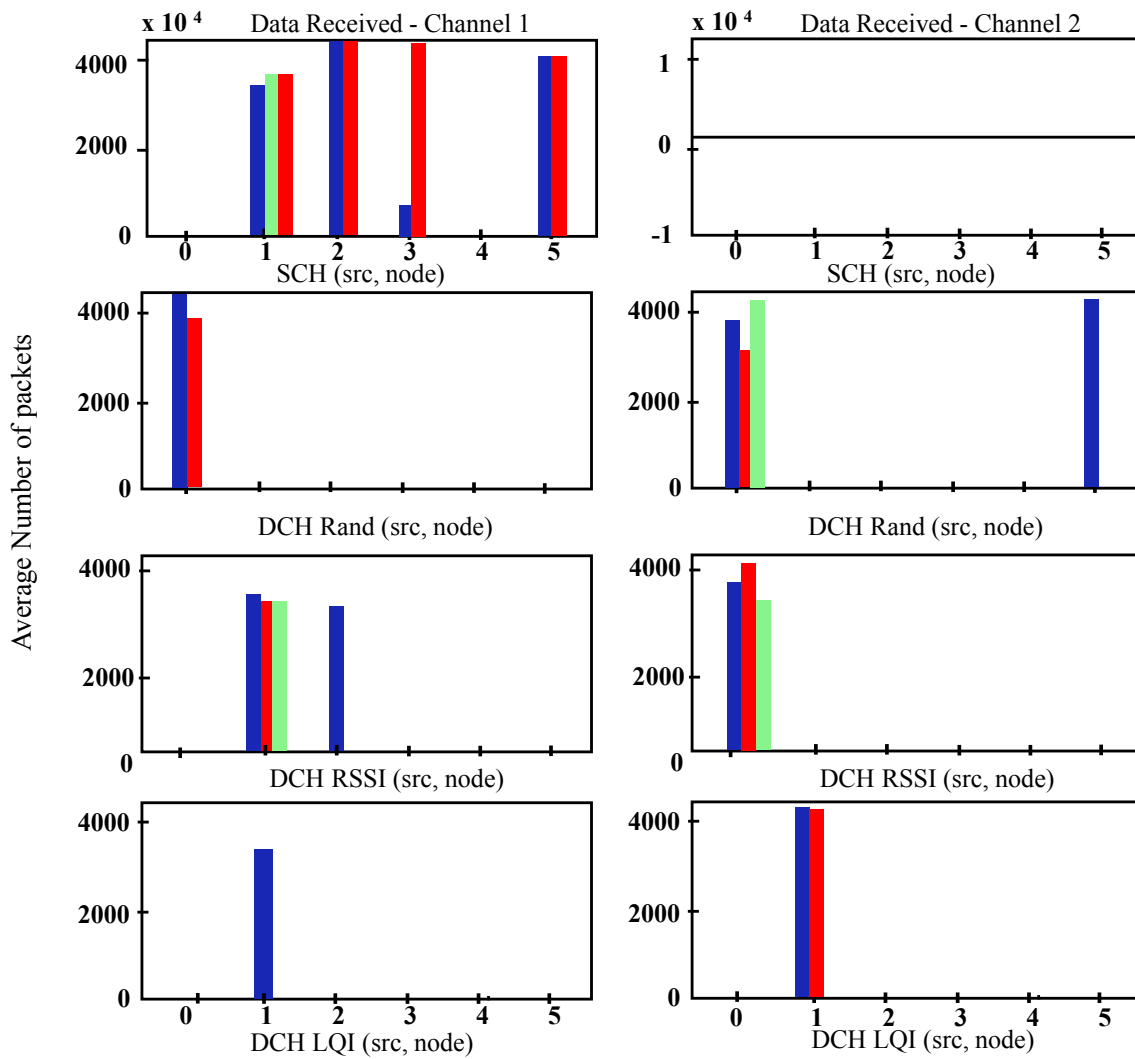 x 10 4
Data Received - Channel 1
4000
2000
0
0 1 2 3 4 5
SCH (src, node)
x 10 4
Data Received - Channel 2
1
0
-1
0 1 2 3 4 5
SCH (src, node)
Average Number of packets
4000
2000
0
DCH Rand (src, node)
4000
2000
0
DCH Rand (src, node)
4000
2000
0
DCH RSSI (src, node)
4000
2000
0
DCH RSSI (src, node)
4000
2000
0
0 1 2 3 4 5
DCH LQI (src, node)
4000
2000
0
0 1 2 3 4 5
DCH LQI (src, node)